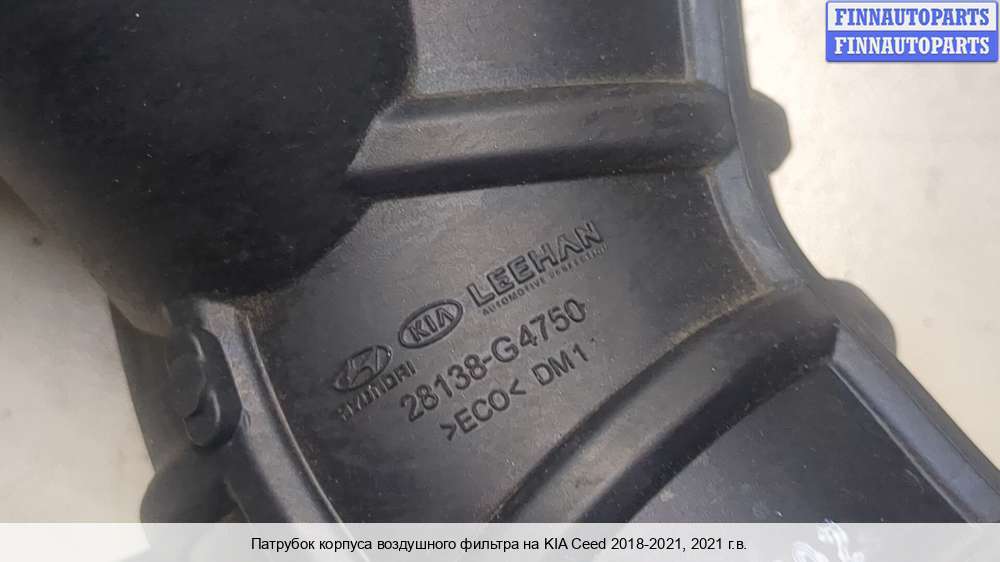 FINNAUTOPARTS
FINNAUTOPARTS
LEEHAN
KIA
HYUNDAI
28138-G4750
>ECO< DM1
Патрубок корпуса воздушного фильтра на KIA Ceed 2018-2021, 2021 г.в.